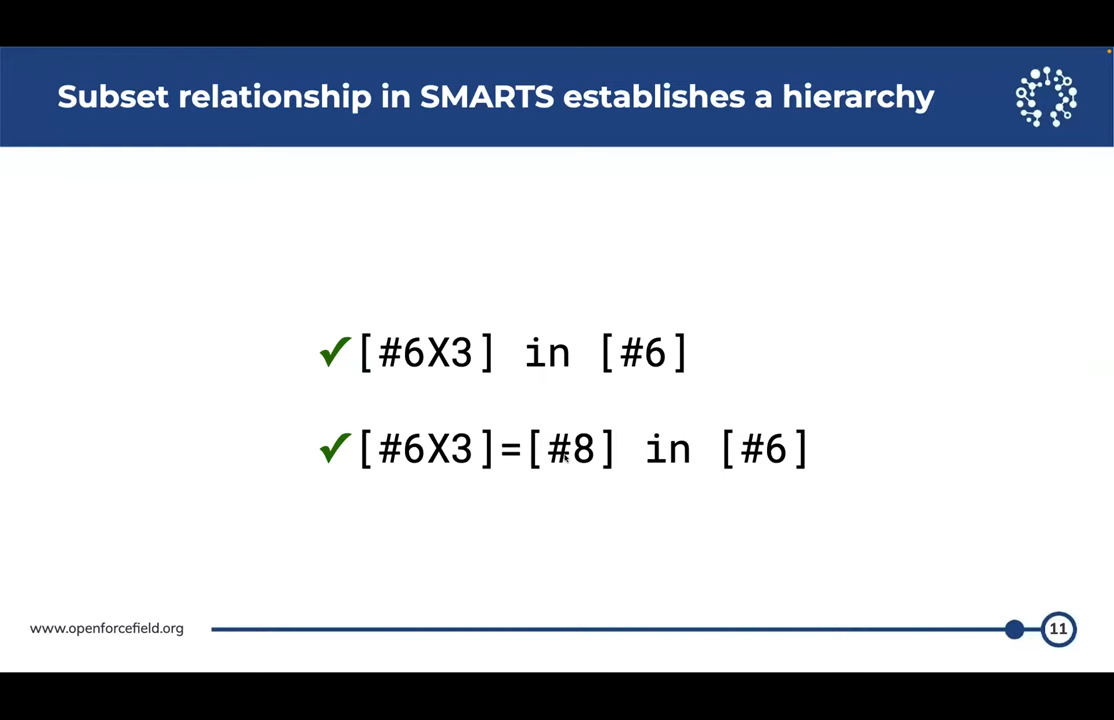 Subset relationship in SMARTS establishes a hierarchy
✓[#6X3] in [#6]
✓[#6X3]=[#8] in [#6]
www.openforcefield.org
11